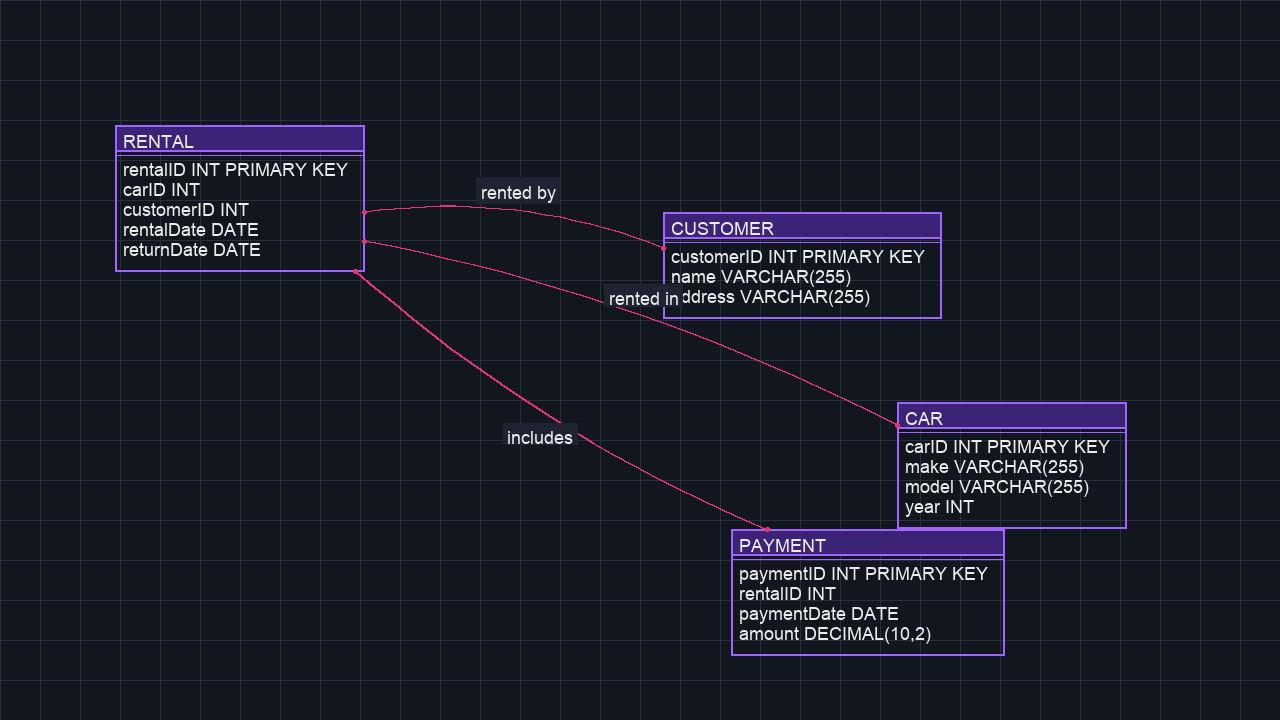 RENTAL
rentalID INT PRIMARY KEY
carID INT
customerID INT
rentalDate DATE
returnDate DATE
rented by
CUSTOMER
customerID INT PRIMARY KEY
name VARCHAR(255)
ddress VARCHAR(255)
rented in
includes
CAR
carID INT PRIMARY KEY
make VARCHAR(255)
model VARCHAR(255)
year INT
PAYMENT
paymentID INT PRIMARY KEY
rentalID INT
paymentDate DATE
amount DECIMAL(10,2)